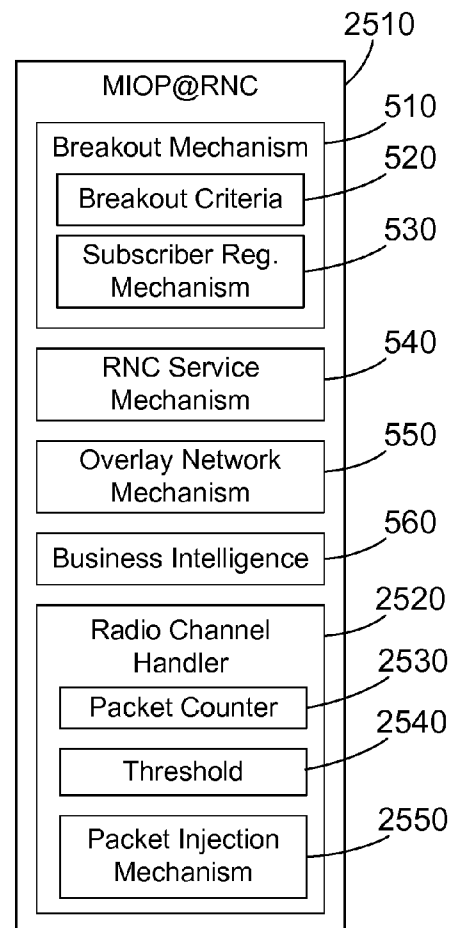 2510
MIOP@RNC
510
Breakout Mechanism
520
Breakout Criteria
530
Subscriber Reg.
Mechanism
540
RNC Service
Mechanism
550
Overlay Network
Mechanism
560
Business Intelligence
2520
Radio Channel
Handler
2530
Packet Counter
2540
Threshold
2550
Packet Injection
Mechanism